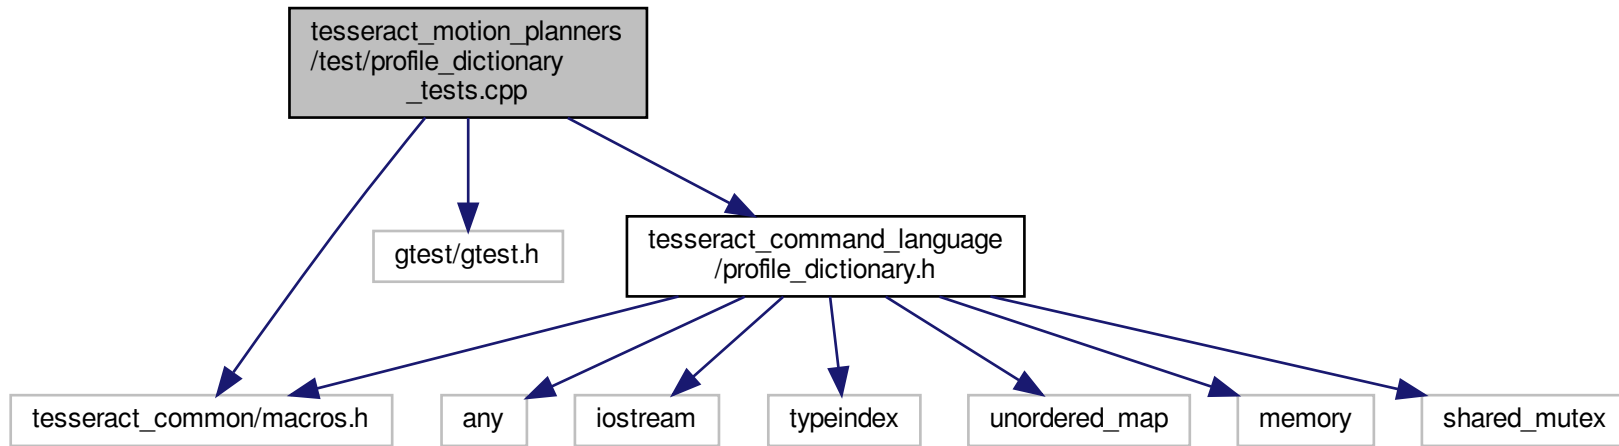 tesseract_motion_planners
/test/profile_dictionary
_tests.cpp
gtest/gtest.h
tesseract_command_language
/profile_dictionary.h
tesseract_common/macros.h
any
iostream
typeindex
unordered_map
memory
shared_mutex